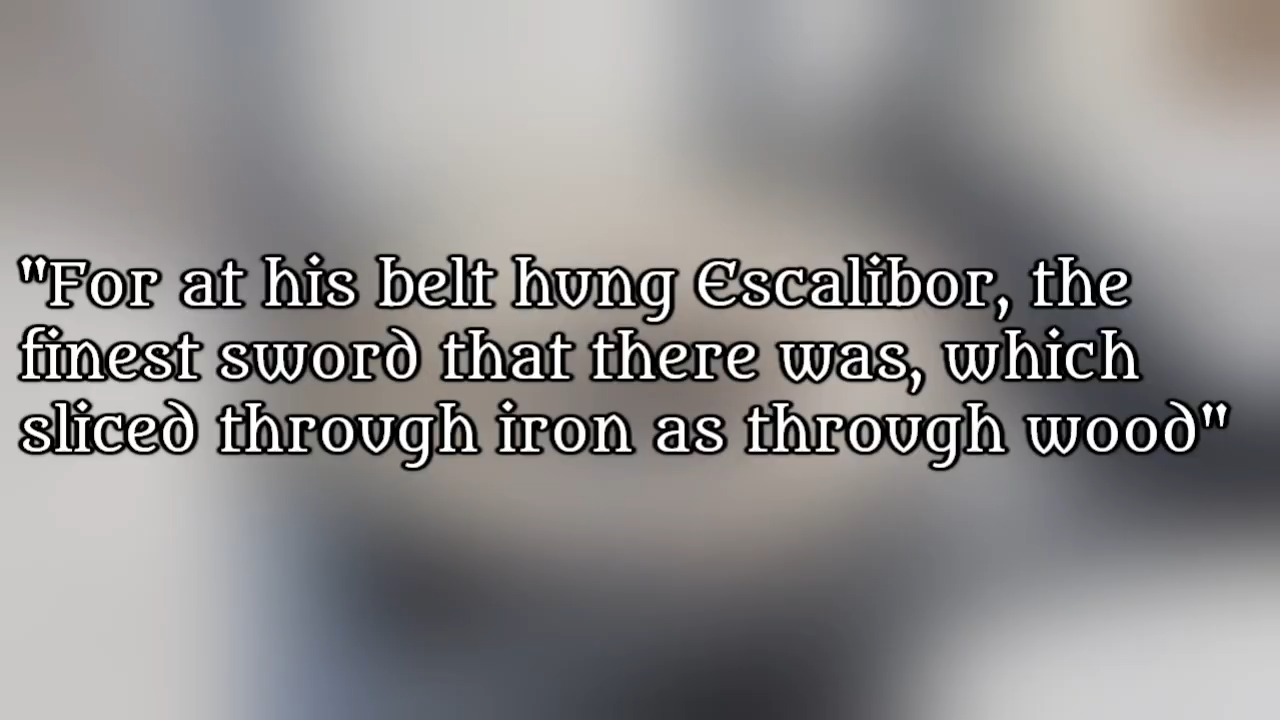 "For at his belt hung Escalibor, the
finest sword that there was, which
sliced through iron as through wood"